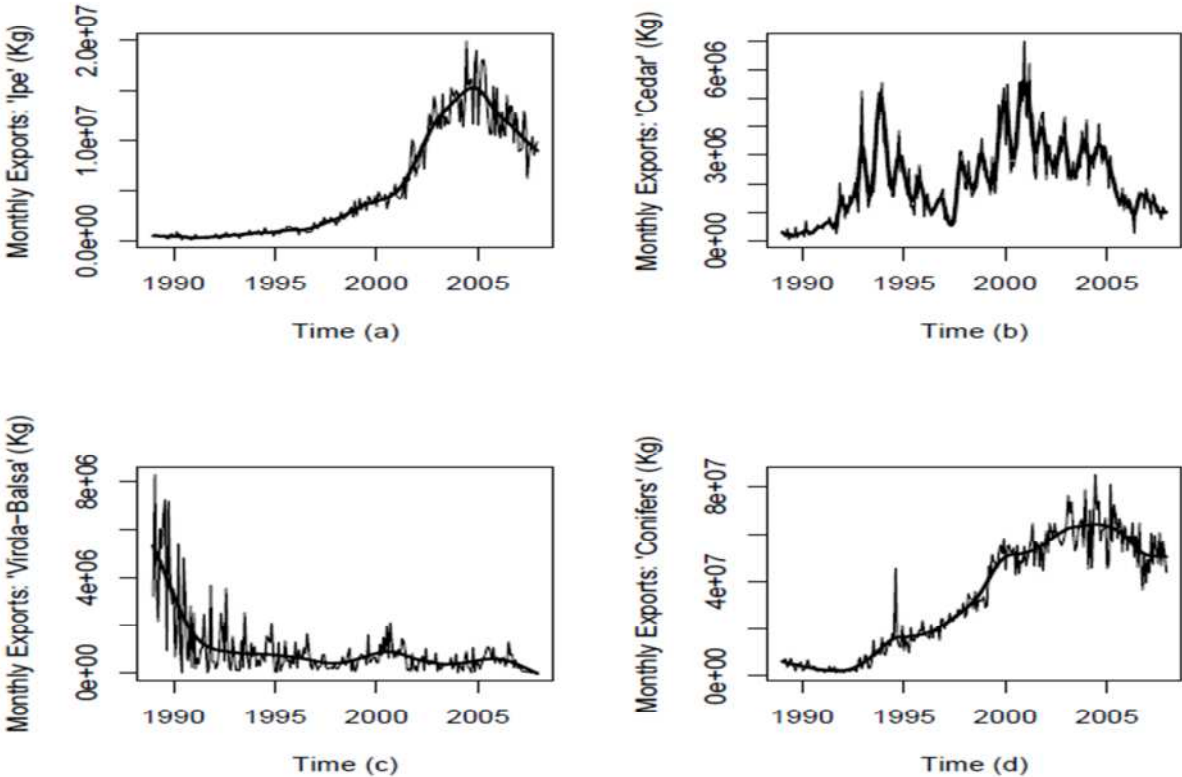 Monthly Exports: 'Ipe' (Kg)
0.0e+00 1.0e+07 2.0e+07
1990 1995 2000 2005
Time (a)
Monthly Exports: 'Cedar' (Kg)
0e+00 3e+06 6e+06
1990 1995 2000 2005
Time (b)
Monthly Exports: 'Virola-Balsa' (Kg)
0e+00 4e+06 8e+06
1990 1995 2000 2005
Time (c)
Monthly Exports: 'Conifers' (Kg)
0e+00 4e+07 8e+07
1990 1995 2000 2005
Time (d)